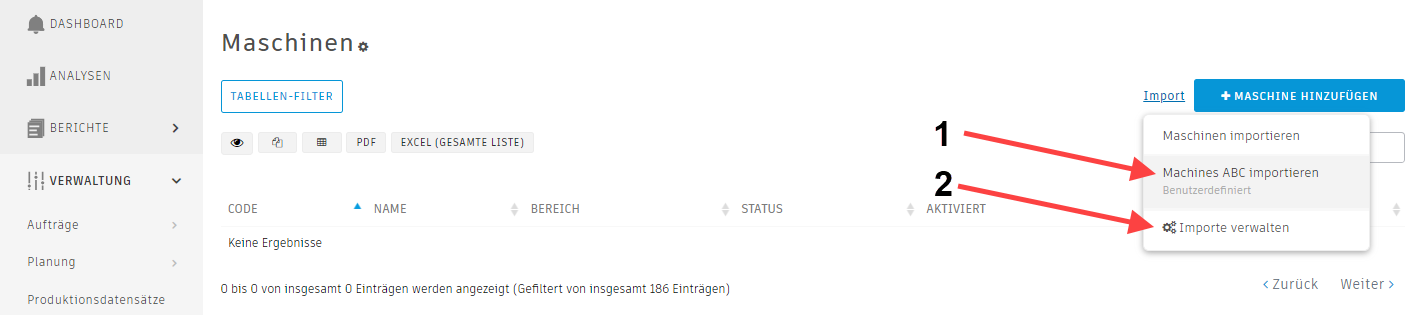 DASHBOARD
ANALYSEN
BERICHTE
VERWALTUNG
Aufträge
Planung
Produktionsdatensätze
Maschinen
TABELLEN-FILTER
Import
+ MASCHINE HINZUFÜGEN
PDF
EXCEL (GESAMTE LISTE)
1
2
Maschinen importieren
Machines ABC importieren
Benutzerdefiniert
Importe verwalten
CODE NAME BEREICH STATUS AKTIVIERT
Keine Ergebnisse
0 bis 0 von insgesamt 0 Einträgen werden angezeigt (Gefiltert von insgesamt 186 Einträgen)
‹ Zurück Weiter ›